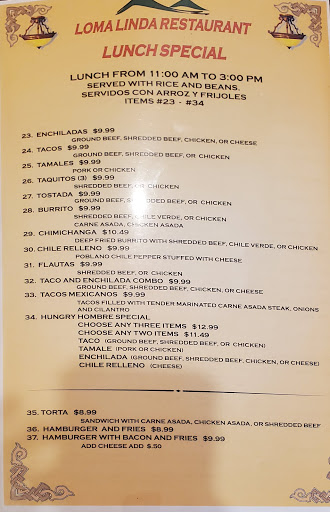 LOMA LINDA RESTAURANT
LUNCH SPECIAL
LUNCH FROM 11:00 AM TO 3:00 PM
SERVED WITH RICE AND BEANS.
SERVIDOS CON ARROZ Y FRIJOLES
ITEMS #23 - #34
23. ENCHILADAS $9.99
GROUND BEEF, SHREDDED BEEF, CHICKEN, OR CHEESE
24. TACOS $9.99
GROUND BEEF, SHREDDED BEEF, OR CHICKEN
25. TAMALES $9.99
PORK OR CHICKEN
26. TAQUITOS (3) $9.99
SHREDDED BEEF, OR CHICKEN
27. TOSTADA $9.99
GROUND BEEF, SHREDDED BEEF, OR CHICKEN
28. BURRITO $9.99
SHREDDED BEEF, CHILE VERDE, OR CHICKEN
CARNE ASADA, CHICKEN ASADA
29. CHIMICHANGA $10.49
DEEP FRIED BURRITO WITH SHREDDED BEEF, CHILE VERDE, OR CHICKEN
30. CHILE RELLENO $9.99
POBLANO CHILE PEPPER STUFFED WITH CHEESE
31. FLAUTAS $9.99
SHREDDED BEEF, OR CHICKEN
32. TACO AND ENCHILADA COMBO $9.99
GROUND BEEF, SHREDDED BEEF, CHICKEN, OR CHEESE
33. TACOS MEXICANOS $9.99
TACOS FILLED WITH TENDER MARINATED CARNE ASADA STEAK, ONIONS
AND CILANTRO
34. HUNGRY HOMBRE SPECIAL
CHOOSE ANY THREE ITEMS $12.99
CHOOSE ANY TWO ITEMS $11.49
TACO (GROUND BEEF, SHREDDED BEEF, OR CHICKEN)
TAMALE (PORK OR CHICKEN)
ENCHILADA (GROUND BEEF, SHREDDED BEEF, CHICKEN, OR CHEESE)
CHILE RELLENO (CHEESE)
35. TORTA $8.99
SANDWICH WITH CARNE ASADA, CHICKEN ASADA, OR SHREDDED BEEF
36. HAMBURGER AND FRIES $8.99
37. HAMBURGER WITH BACON AND FRIES $9.99
ADD CHEESE ADD $.50